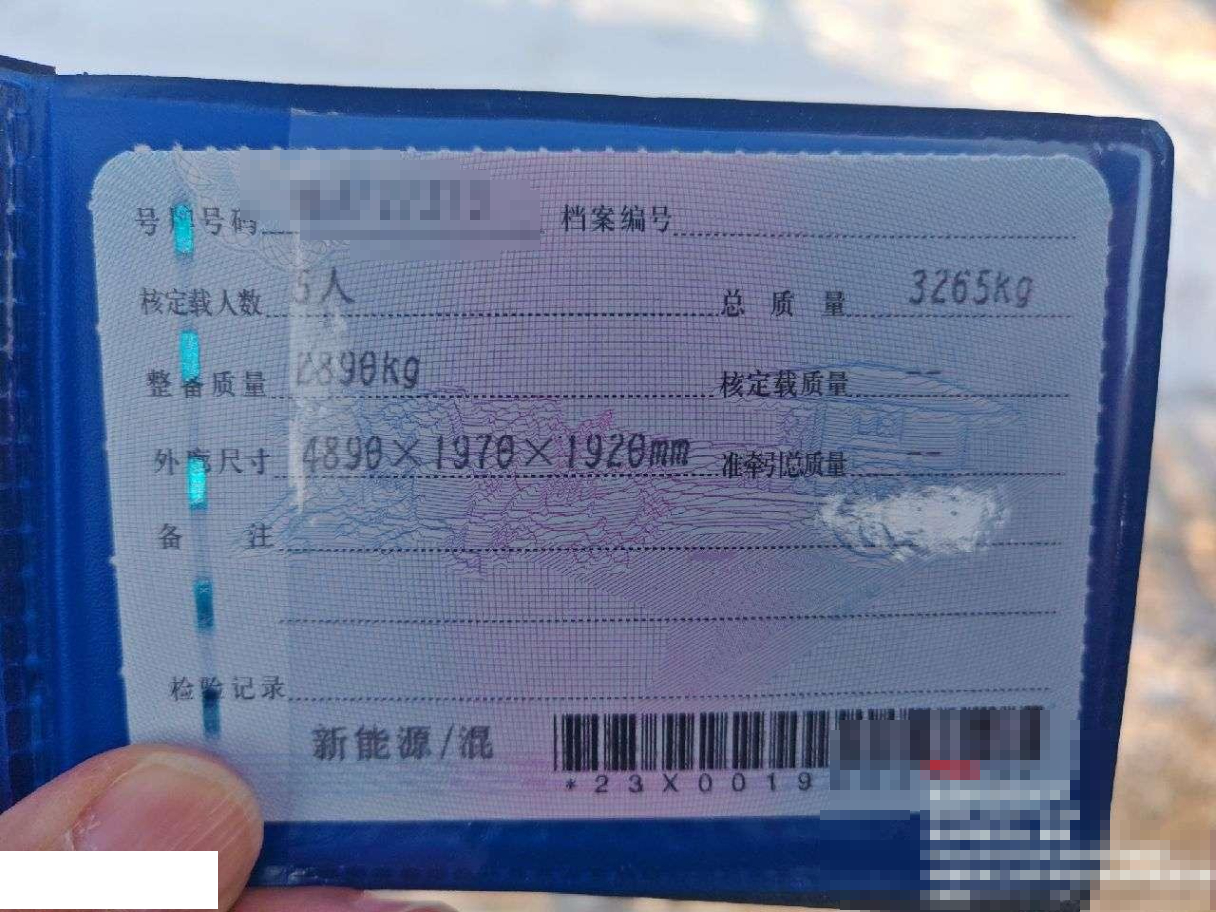 号牌号码 档案编号
核定载人数 5人 总质量 3265kg
整备质量 2890kg 核定载质量 --
外廓尺寸 4890×1970×1920mm 准牵引总质量 --
备注
检验记录
新能源/混
*23X0019